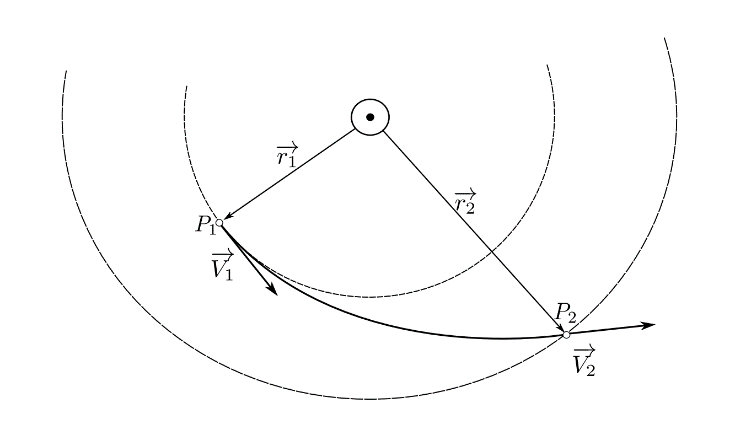 r₁
r₂
P₁
V₁
P₂
V₂